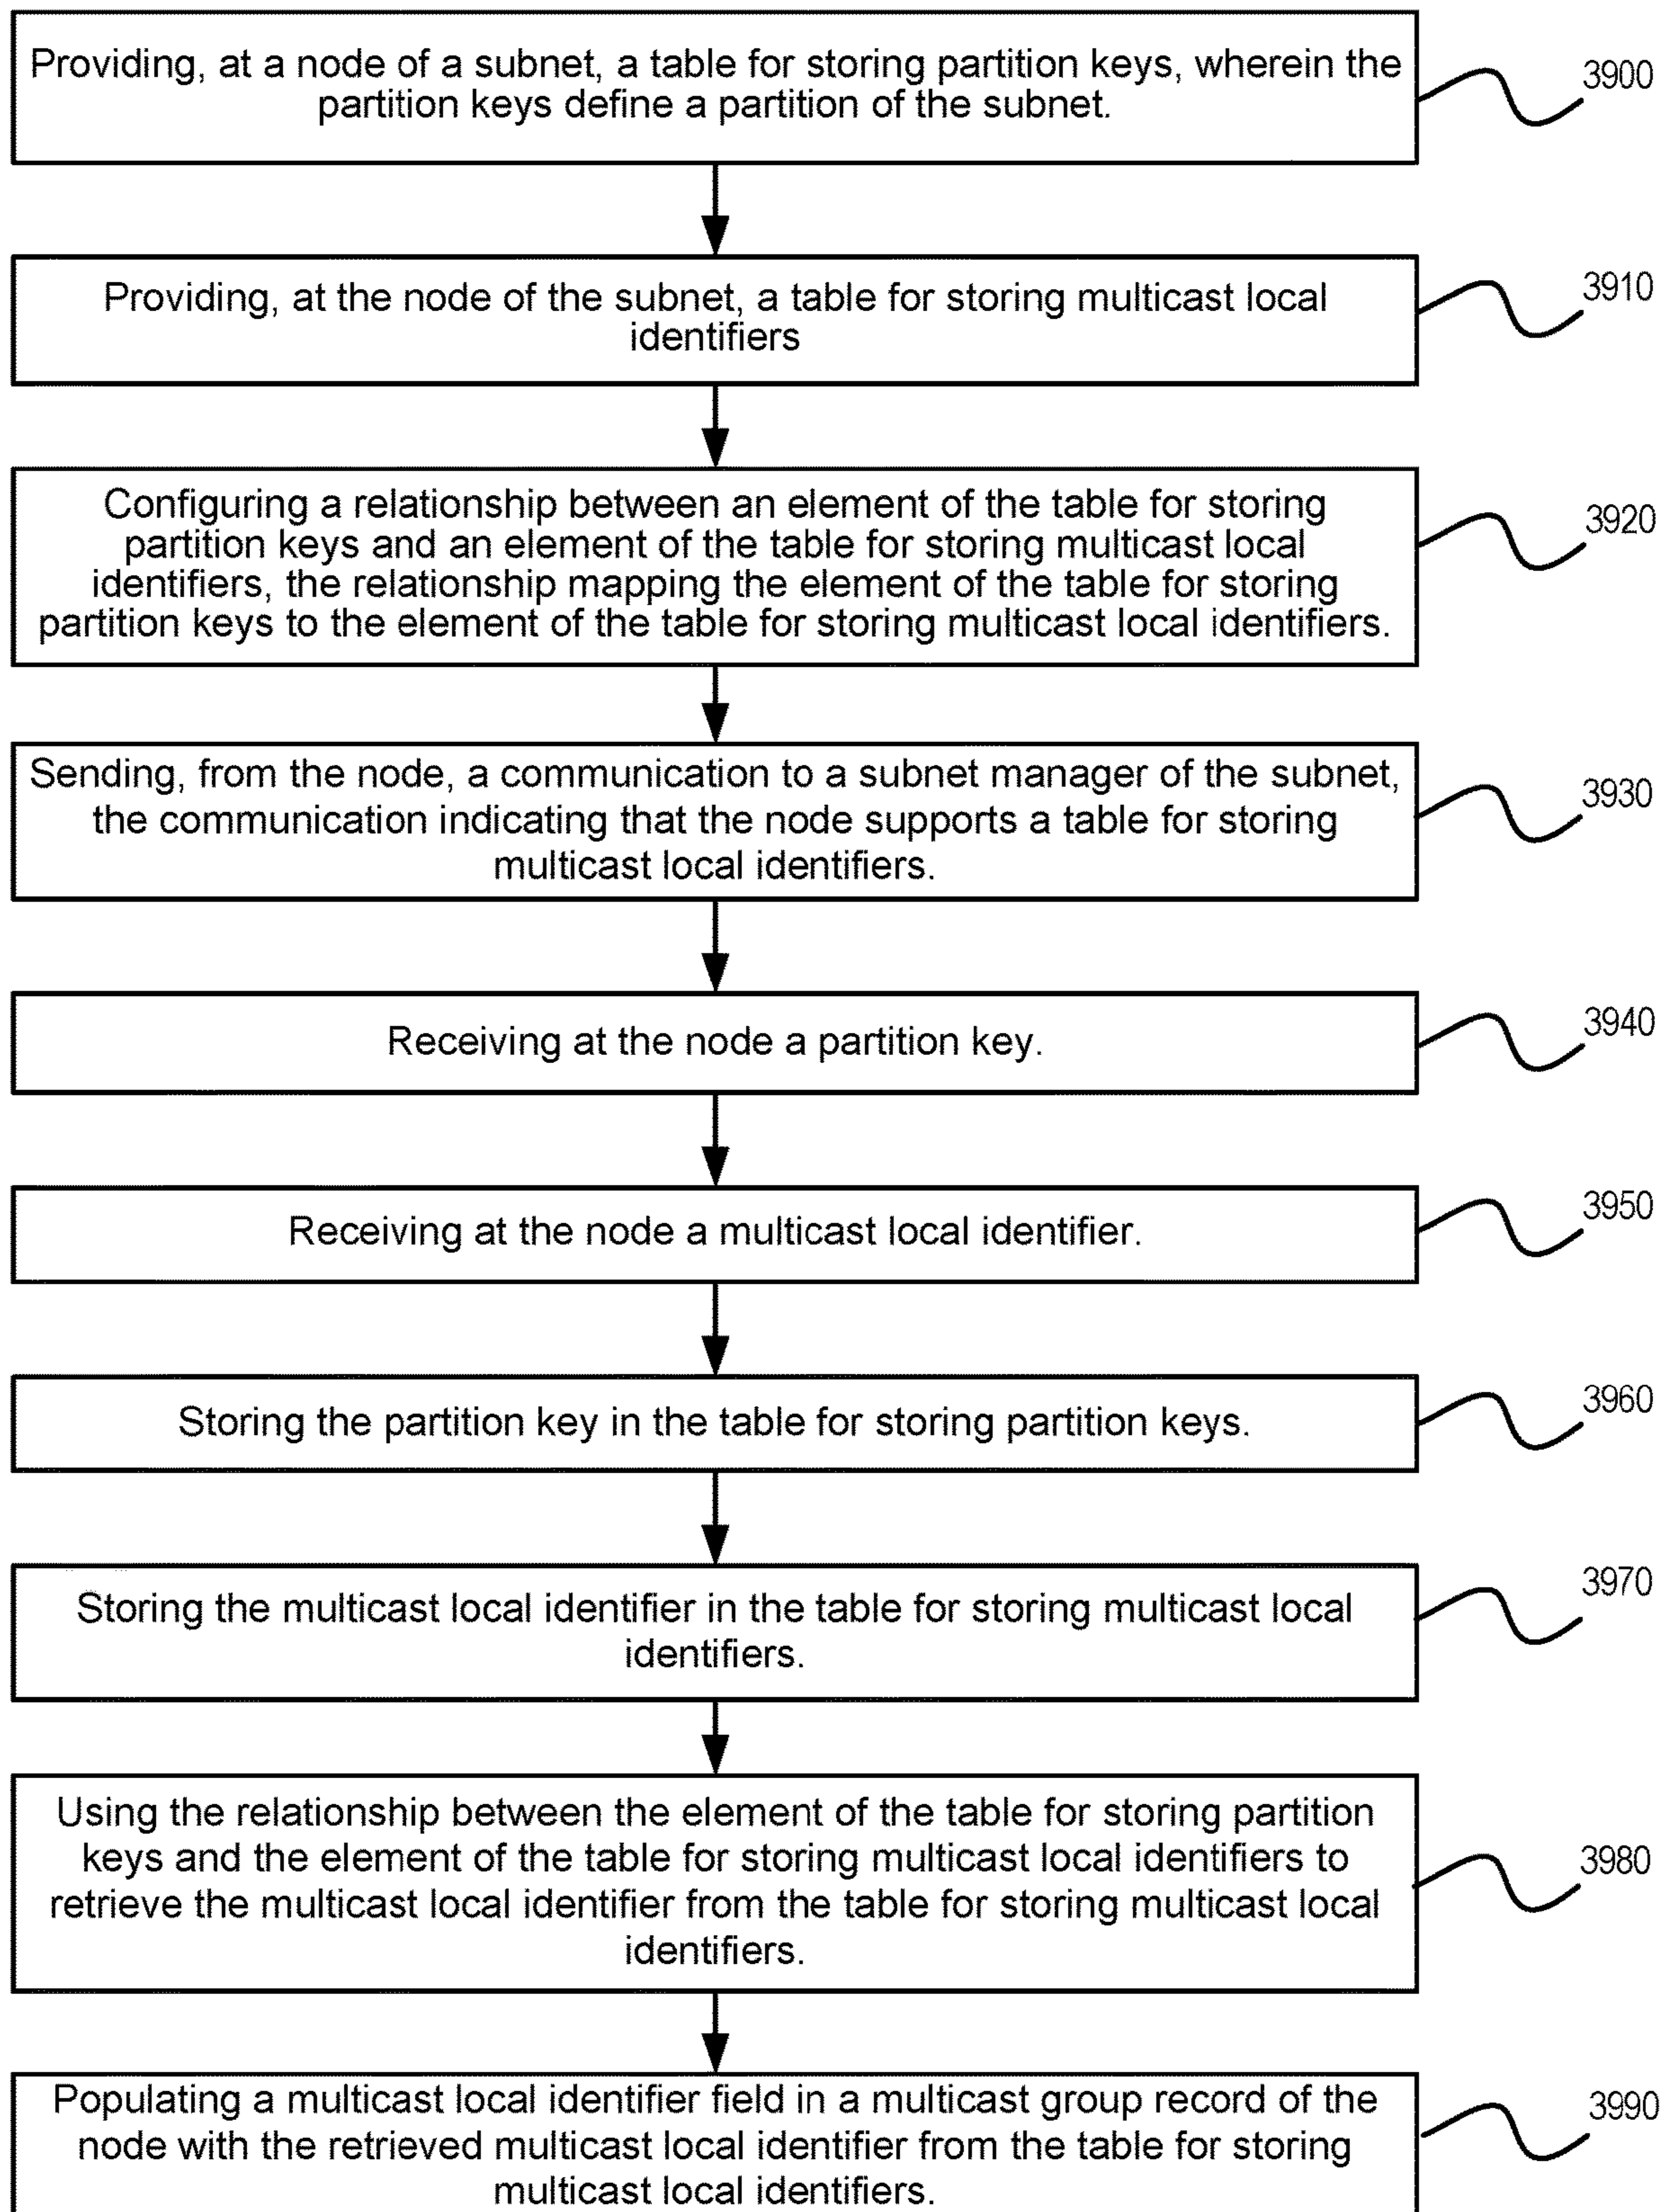 Providing, at a node of a subnet, a table for storing partition keys, wherein the
partition keys define a partition of the subnet.
3900
Providing, at the node of the subnet, a table for storing multicast local
identifiers
3910
Configuring a relationship between an element of the table for storing
partition keys and an element of the table for storing multicast local
identifiers, the relationship mapping the element of the table for storing
partition keys to the element of the table for storing multicast local identifiers.
3920
Sending, from the node, a communication to a subnet manager of the subnet,
the communication indicating that the node supports a table for storing
multicast local identifiers.
3930
Receiving at the node a partition key.
3940
Receiving at the node a multicast local identifier.
3950
Storing the partition key in the table for storing partition keys.
3960
Storing the multicast local identifier in the table for storing multicast local
identifiers.
3970
Using the relationship between the element of the table for storing partition
keys and the element of the table for storing multicast local identifiers to
retrieve the multicast local identifier from the table for storing multicast local
identifiers.
3980
Populating a multicast local identifier field in a multicast group record of the
node with the retrieved multicast local identifier from the table for storing
multicast local identifiers.
3990